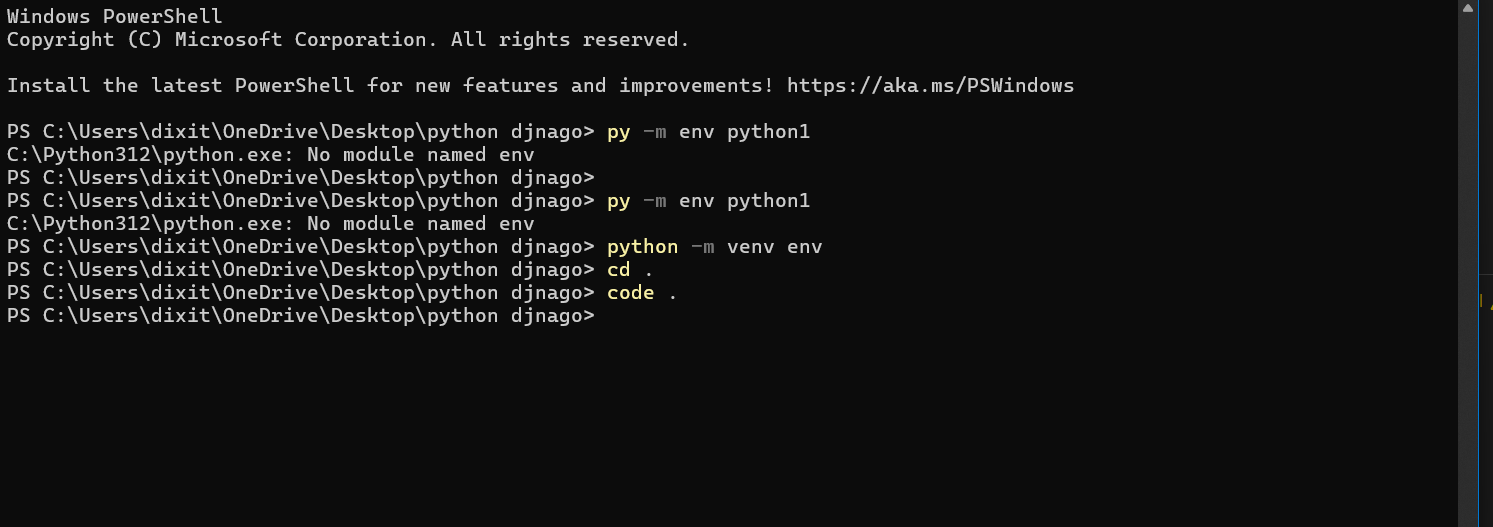 Windows PowerShell
Copyright (C) Microsoft Corporation. All rights reserved.
Install the latest PowerShell for new features and improvements! https://aka.ms/PSWindows
PS C:\Users\dixit\OneDrive\Desktop\python djnago> py -m env python1
C:\Python312\python.exe: No module named env
PS C:\Users\dixit\OneDrive\Desktop\python djnago>
PS C:\Users\dixit\OneDrive\Desktop\python djnago> py -m env python1
C:\Python312\python.exe: No module named env
PS C:\Users\dixit\OneDrive\Desktop\python djnago> python -m venv env
PS C:\Users\dixit\OneDrive\Desktop\python djnago> cd .
PS C:\Users\dixit\OneDrive\Desktop\python djnago> code .
PS C:\Users\dixit\OneDrive\Desktop\python djnago>